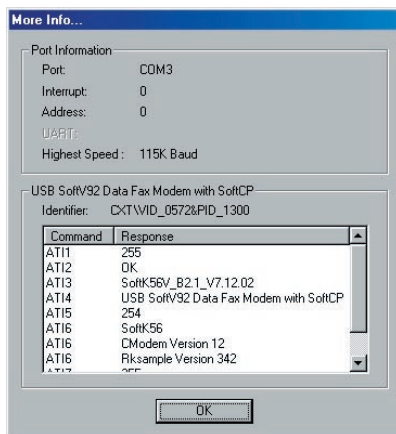 More Info...
Port Information
Port: COM3
Interrupt: 0
Address: 0
UART:
Highest Speed : 115K Baud
USB SoftV92 Data Fax Modem with SoftCP
Identifier: CXT\VID_0572&PID_1300
Command Response
ATI1 255
ATI2 OK
ATI3 SoftK56V_B2.1_V7.12.02
ATI4 USB SoftV92 Data Fax Modem with SoftCP
ATI5 254
ATI6 SoftK56
ATI6 CModem Version 12
ATI6 Rksample Version 342
ATI7 255
OK